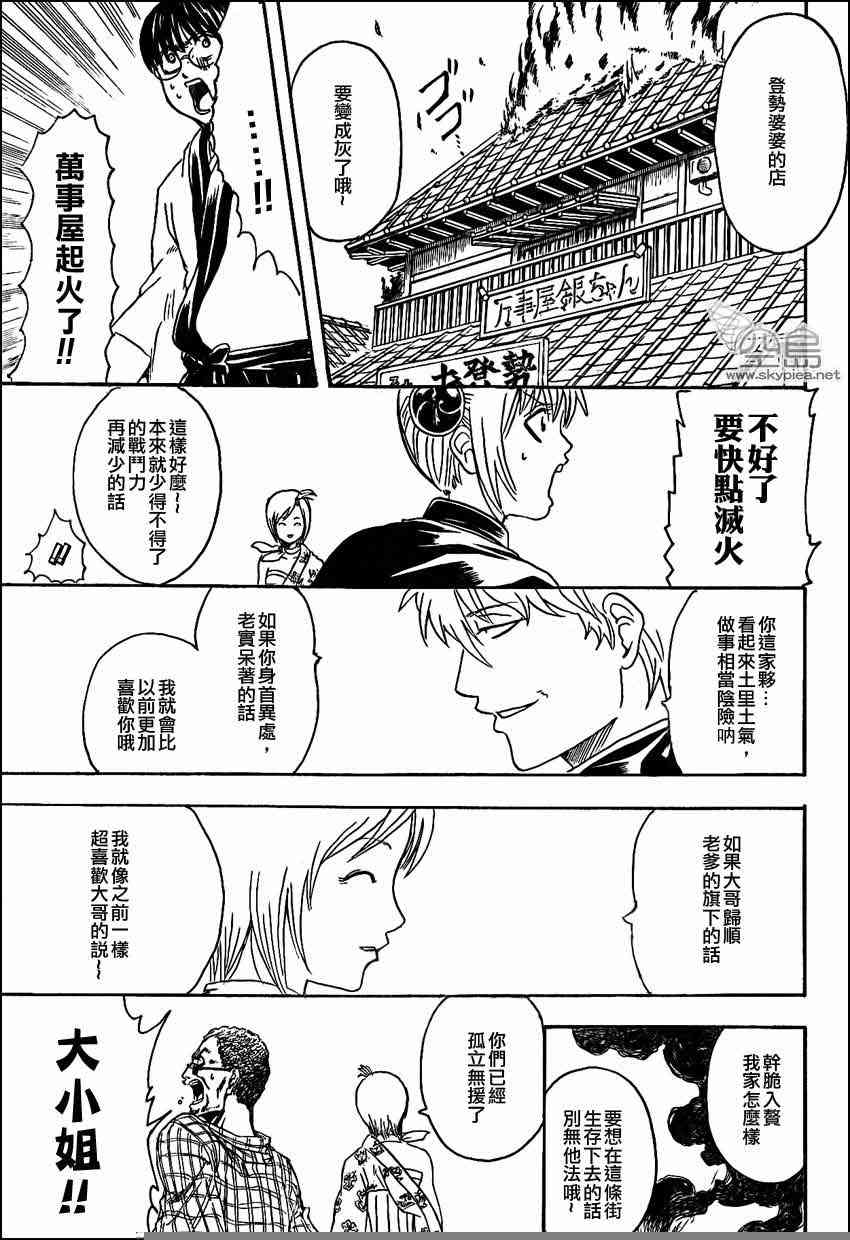 登勢婆婆的店
要變成灰了哦~
ゴゴゴ
万事屋銀ちゃん
お登勢
空島
www.skypiea.net
……!!
萬事屋起火了!!
不好了
要快點滅火
這樣好麼~
本來就少得不得了
的戰鬥力
再減少的話
!!
你這家夥…
看起來土里土氣，
做事相當陰險吶
如果你身首異處，
老實呆著的話
我就會比
以前更加
喜歡你哦
如果大哥歸順
老爹的旗下的話
我就像之前一樣
超喜歡大哥的説~
幹脆入贅
我家怎麼樣
要想在這條街
生存下去的話
別無他法哦~
你們已經
孤立無援了
大小姐!!